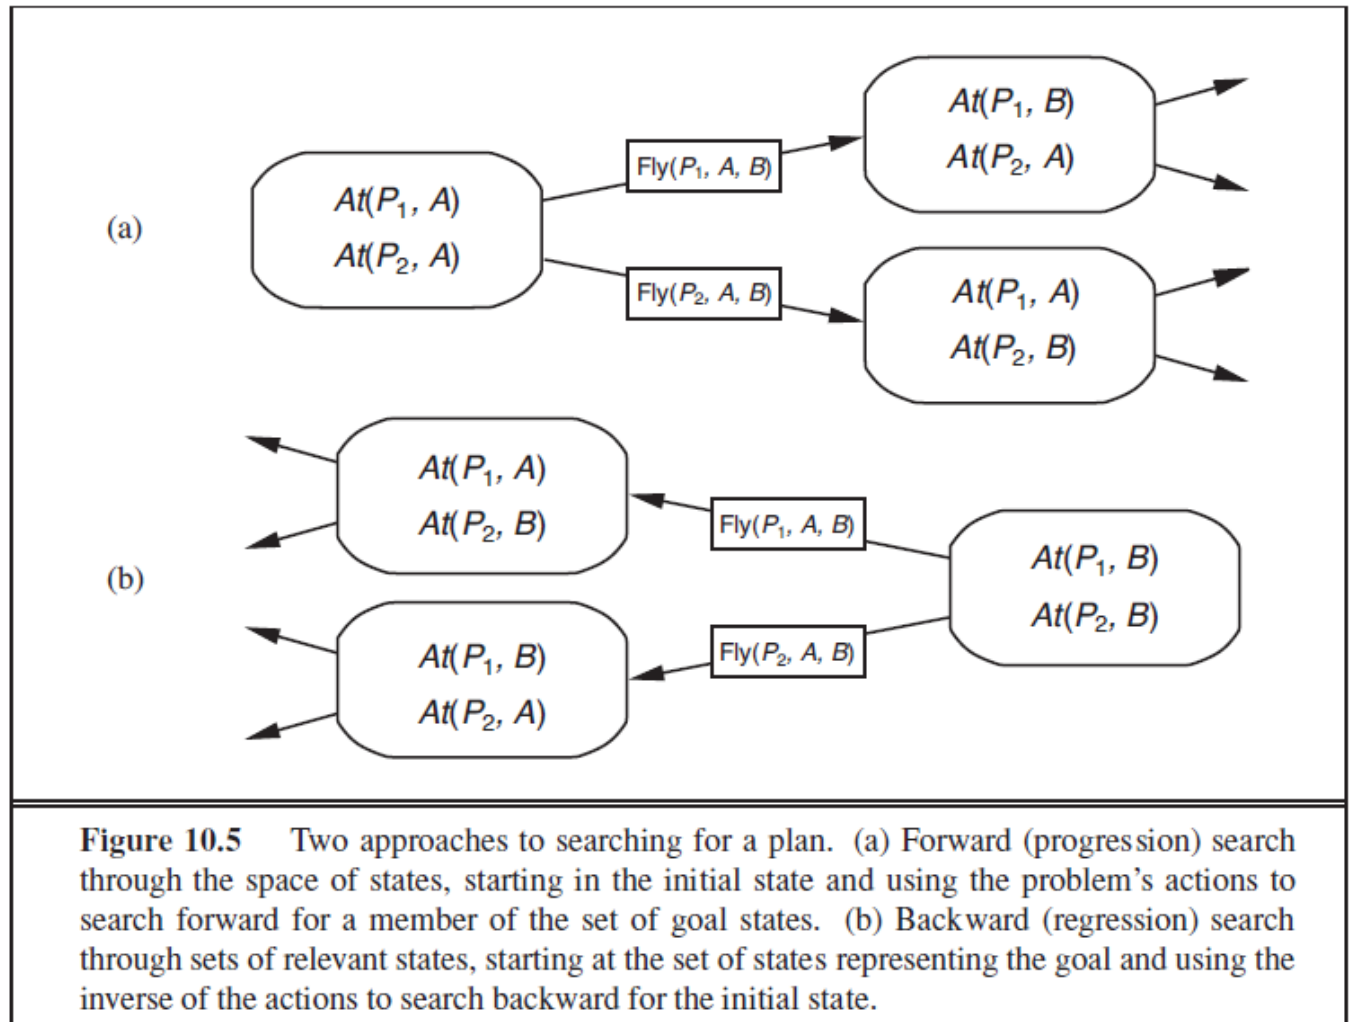 (a)
At(P₁, A)
At(P₂, A)
Fly(P₁, A, B)
Fly(P₂, A, B)
At(P₁, B)
At(P₂, A)
At(P₁, A)
At(P₂, B)
(b)
At(P₁, A)
At(P₂, B)
At(P₁, B)
At(P₂, A)
Fly(P₁, A, B)
Fly(P₂, A, B)
At(P₁, B)
At(P₂, B)
Figure 10.5 Two approaches to searching for a plan. (a) Forward (progression) search
through the space of states, starting in the initial state and using the problem’s actions to
search forward for a member of the set of goal states. (b) Backward (regression) search
through sets of relevant states, starting at the set of states representing the goal and using the
inverse of the actions to search backward for the initial state.